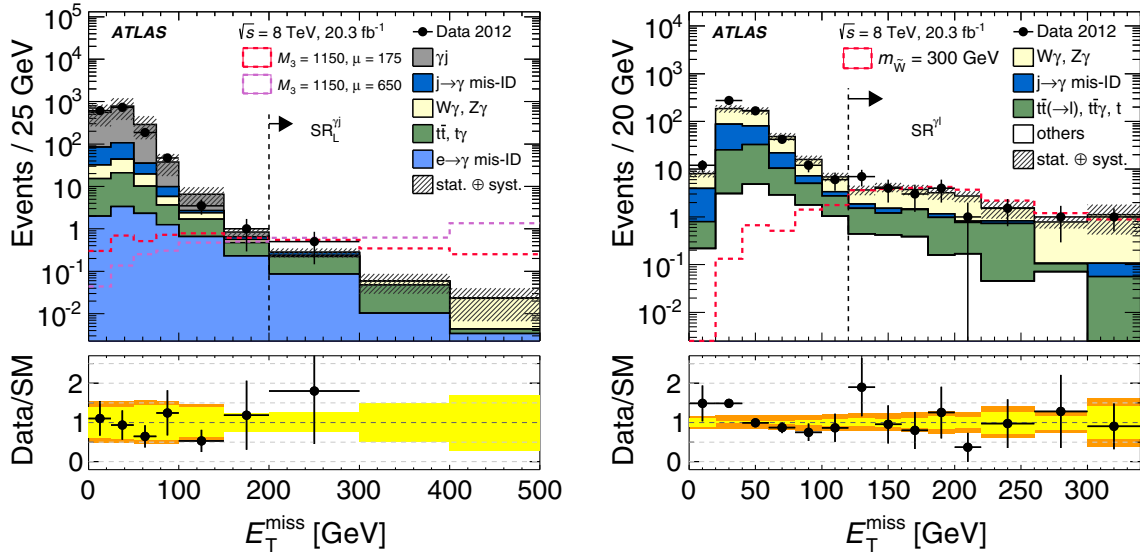 ATLAS
√s = 8 TeV, 20.3 fb⁻¹
M₃ = 1150, μ = 175
M₃ = 1150, μ = 650
Data 2012
γj
j→γ mis-ID
Wγ, Zγ
tt̄, tγ
e→γ mis-ID
stat. ⊕ syst.
SR_L^γj
Events / 25 GeV
10⁵
10⁴
10³
10²
10
1
10⁻¹
10⁻²
Data/SM
2
1
0
0 100 200 300 400 500
E_T^miss [GeV]
ATLAS
√s = 8 TeV, 20.3 fb⁻¹
m_W̃ = 300 GeV
Data 2012
Wγ, Zγ
j→γ mis-ID
tt̄(→l), tt̄γ, t
others
stat. ⊕ syst.
SR^γl
Events / 20 GeV
10⁵
10⁴
10³
10²
10
1
10⁻¹
10⁻²
Data/SM
2
1
0
0 50 100 150 200 250 300
E_T^miss [GeV]